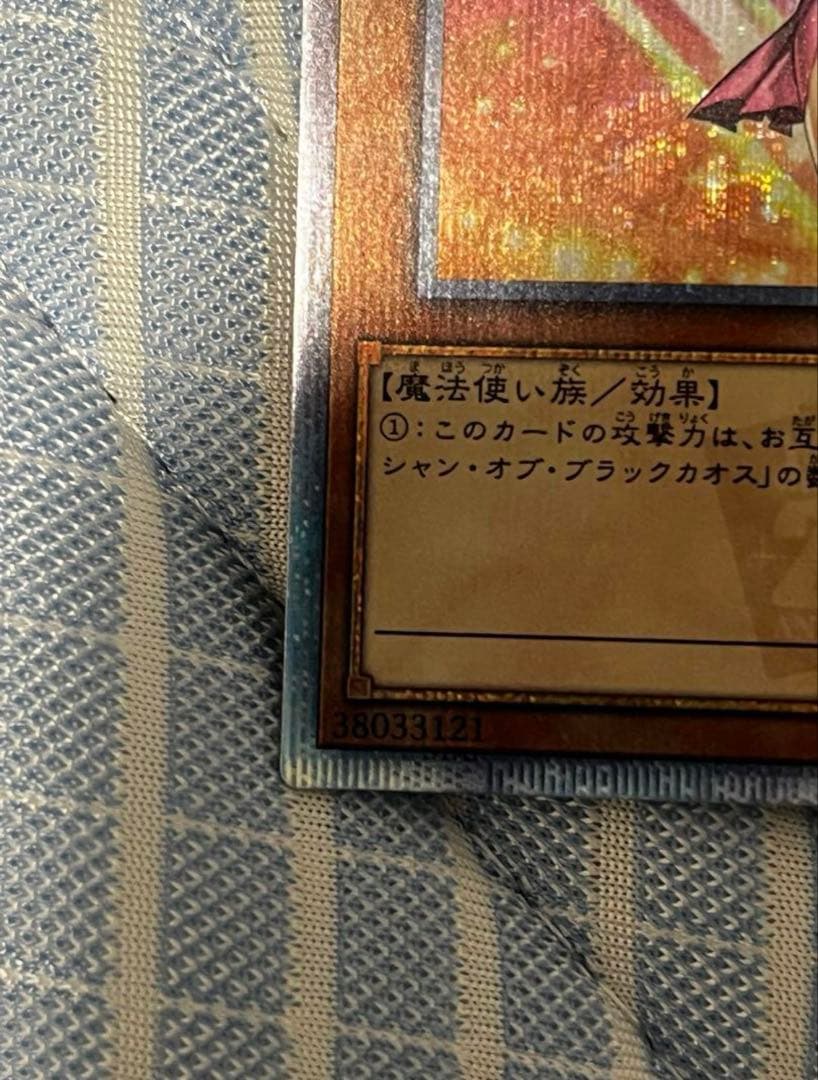 【魔法使い族／効果】
①：このカードの攻撃力は、お互
シャン・オブ・ブラックカオス」の数
38033121